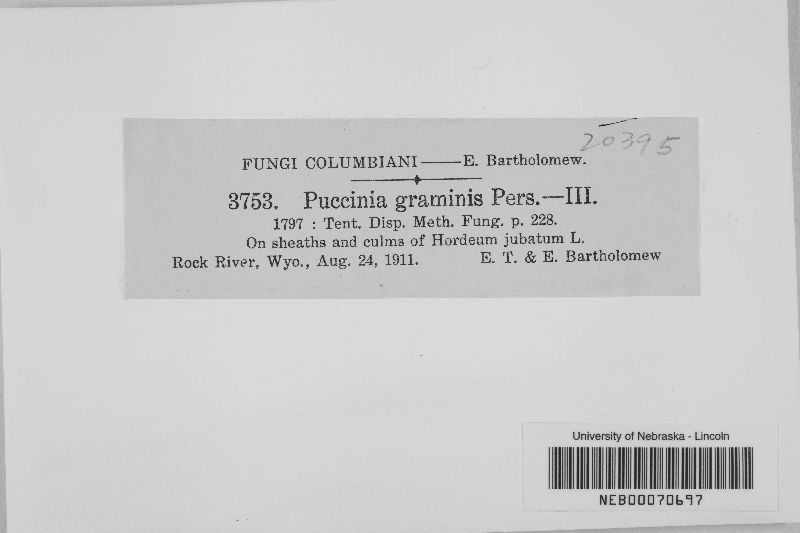 20395
FUNGI COLUMBIANI——E. Bartholomew.
3753. Puccinia graminis Pers.—III.
1797 : Tent. Disp. Meth. Fung. p. 228.
On sheaths and culms of Hordeum jubatum L.
Rock River, Wyo., Aug. 24, 1911. E. T. & E. Bartholomew
University of Nebraska - Lincoln
NEB00070697